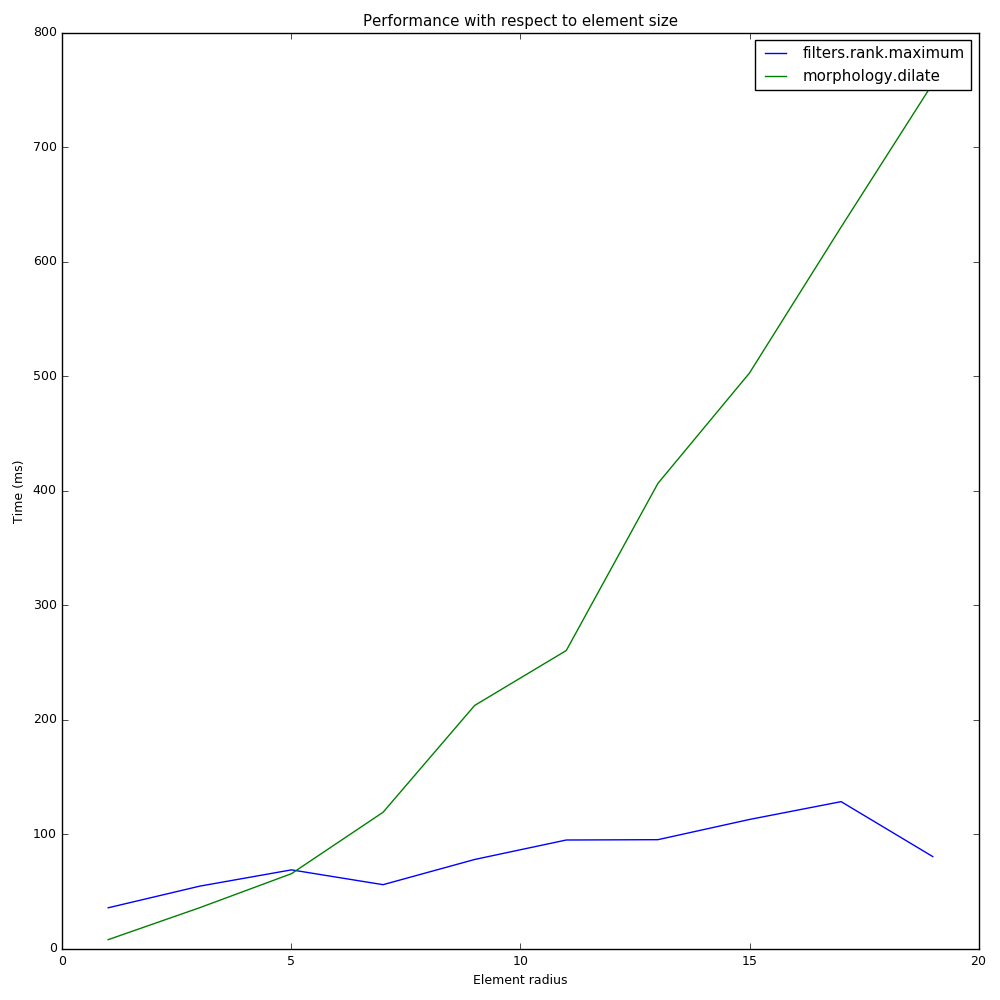 Performance with respect to element size
filters.rank.maximum
morphology.dilate
800
700
600
500
400
300
200
100
0
Time (ms)
0 5 10 15 20
Element radius